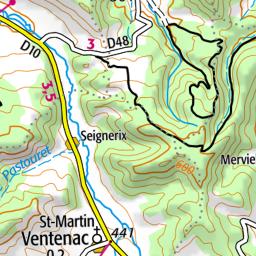 3 D48
D10
3,5
Seignerix
Pastouret
Mervie
600
St-Martin
Ventenac 441
0,2